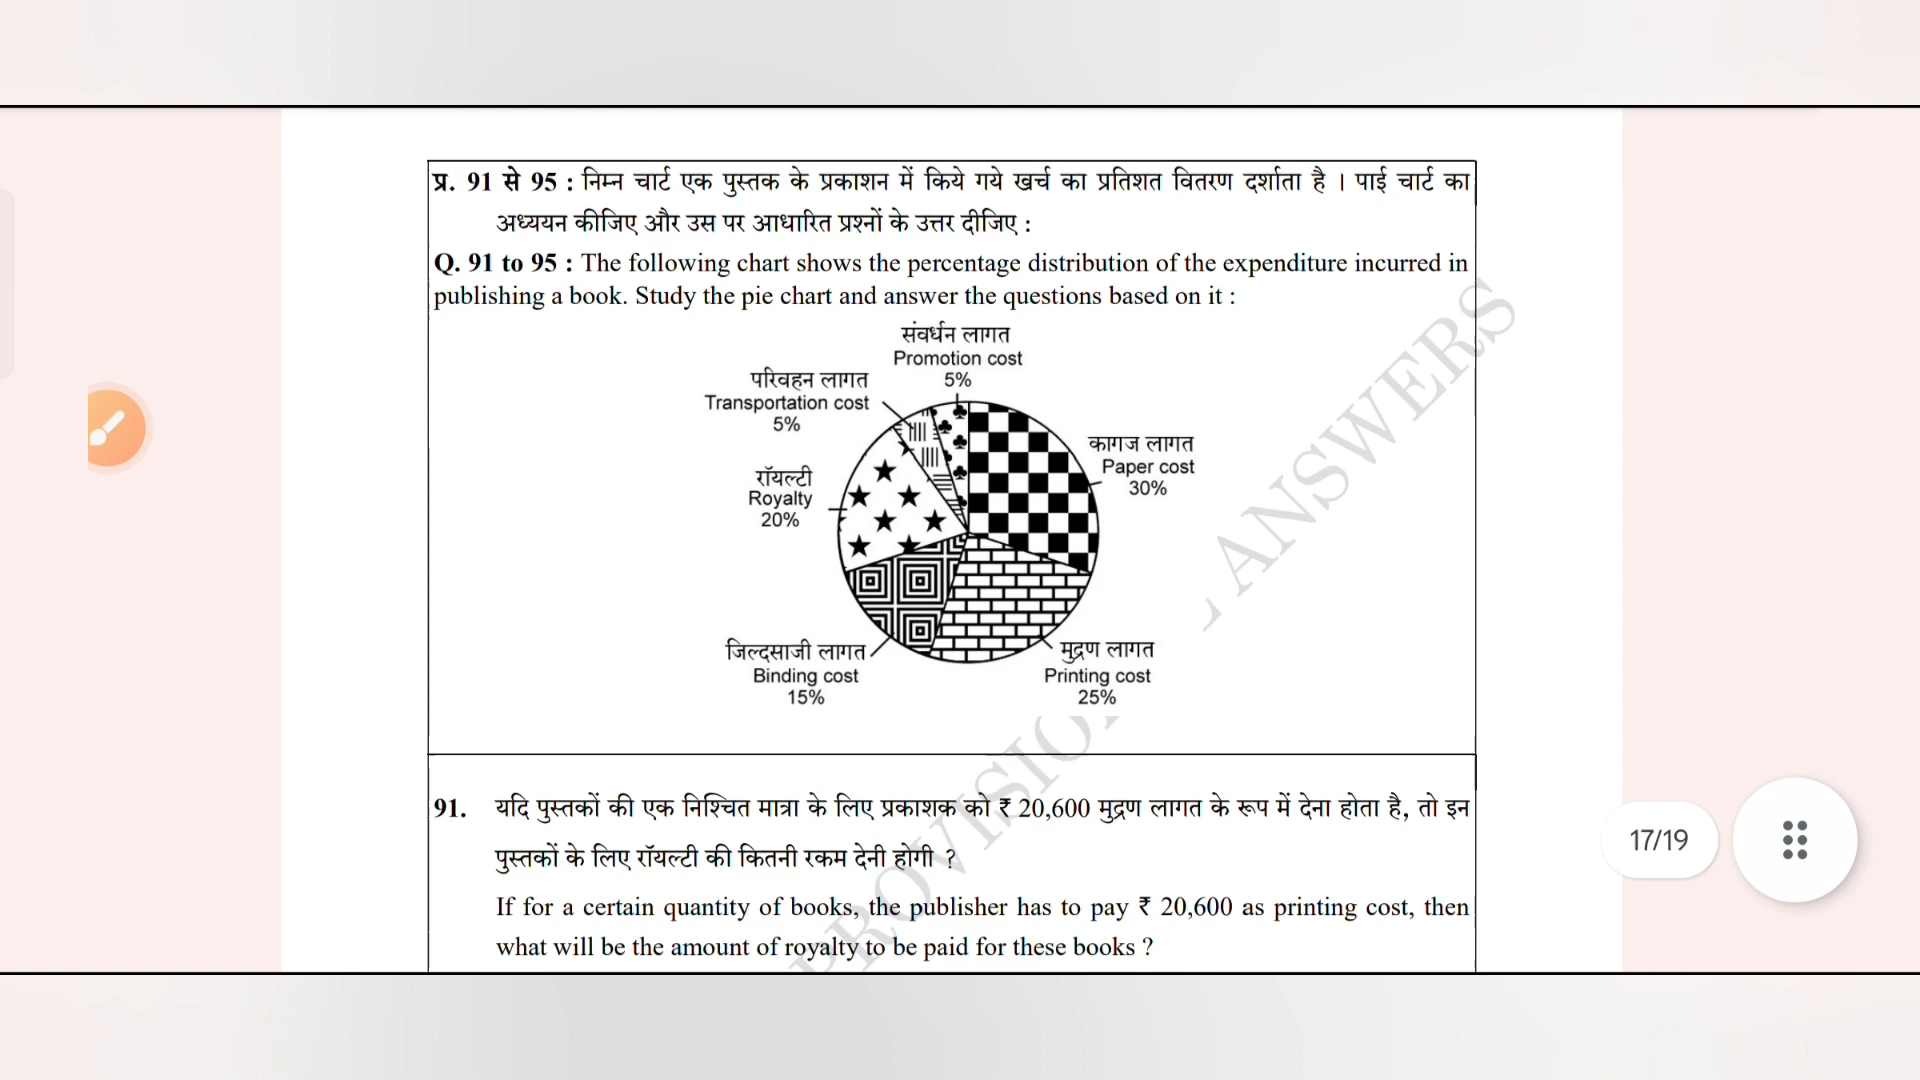 प्र. 91 से 95 : निम्न चार्ट एक पुस्तक के प्रकाशन में किये गये खर्च का प्रतिशत वितरण दर्शाता है । पाई चार्ट का
अध्ययन कीजिए और उस पर आधारित प्रश्नों के उत्तर दीजिए :
Q. 91 to 95 : The following chart shows the percentage distribution of the expenditure incurred in
publishing a book. Study the pie chart and answer the questions based on it :
संवर्धन लागत
Promotion cost
5%
परिवहन लागत
Transportation cost
5%
कागज लागत
Paper cost
30%
रॉयल्टी
Royalty
20%
जिल्दसाजी लागत
Binding cost
15%
मुद्रण लागत
Printing cost
25%
91. यदि पुस्तकों की एक निश्चित मात्रा के लिए प्रकाशक को ₹ 20,600 मुद्रण लागत के रूप में देना होता है, तो इन
पुस्तकों के लिए रॉयल्टी की कितनी रकम देनी होगी ?
If for a certain quantity of books, the publisher has to pay ₹ 20,600 as printing cost, then
what will be the amount of royalty to be paid for these books ?
17/19
ANSWERS